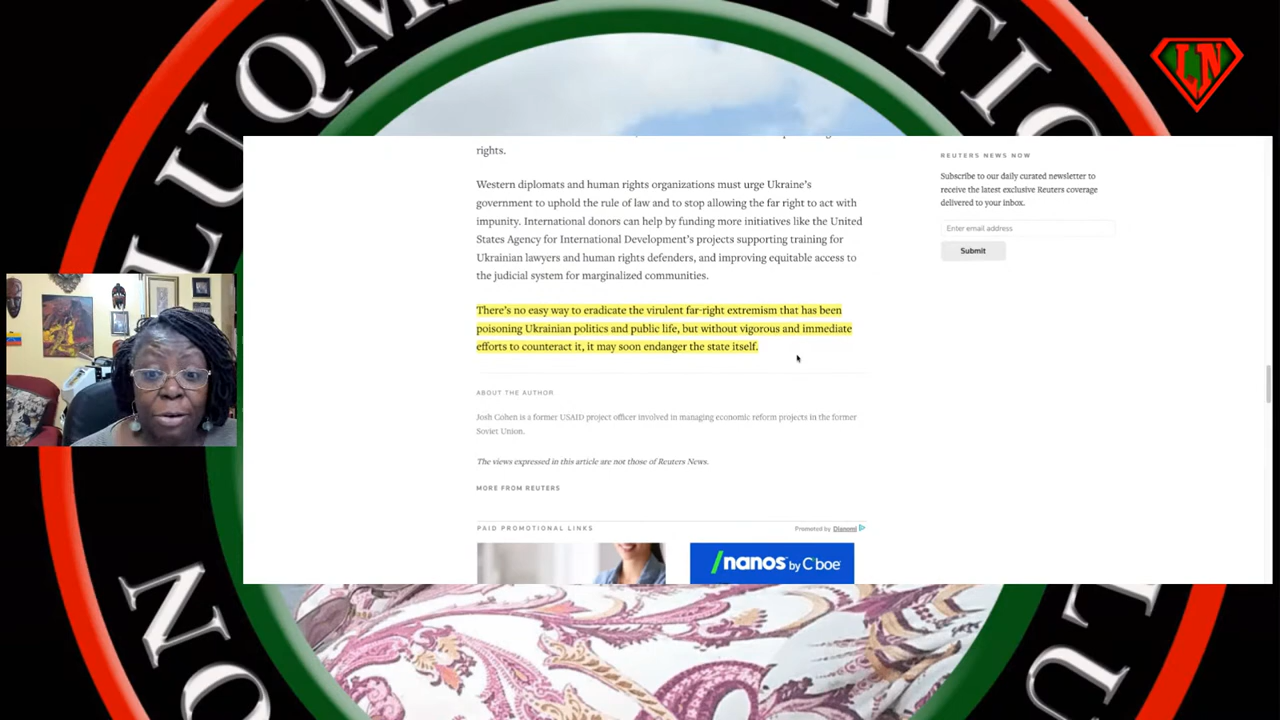 LUQM
ATIO
LN
rights.
Western diplomats and human rights organizations must urge Ukraine's
government to uphold the rule of law and to stop allowing the far right to act with
impunity. International donors can help by funding more initiatives like the United
States Agency for International Development's projects supporting training for
Ukrainian lawyers and human rights defenders, and improving equitable access to
the judicial system for marginalized communities.
There's no easy way to eradicate the virulent far-right extremism that has been
poisoning Ukrainian politics and public life, but without vigorous and immediate
efforts to counteract it, it may soon endanger the state itself.
ABOUT THE AUTHOR
Josh Cohen is a former USAID project officer involved in managing economic reform projects in the former
Soviet Union.
The views expressed in this article are not those of Reuters News.
MORE FROM REUTERS
PAID PROMOTIONAL LINKS
Promoted by Dianomi
/nanos by Cboe
REUTERS NEWS NOW
Subscribe to our daily curated newsletter to
receive the latest exclusive Reuters coverage
delivered to your inbox.
Enter email address
Submit
NO
LU